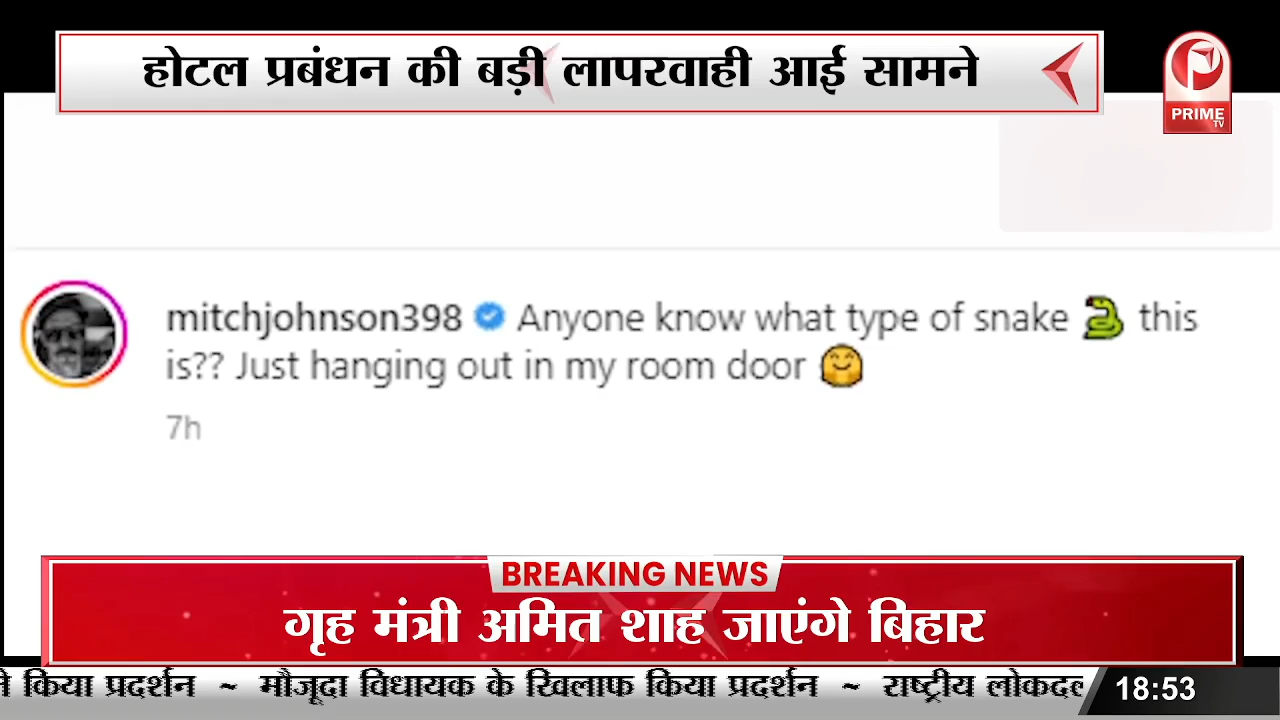 होटल प्रबंधन की बड़ी लापरवाही आई सामने
PRIME
TV
mitchjohnson398 Anyone know what type of snake 🐍 this
is?? Just hanging out in my room door 🤗
7h
BREAKING NEWS
गृह मंत्री अमित शाह जाएंगे बिहार
किया प्रदर्शन ~ मौजूदा विधायक के खिलाफ किया प्रदर्शन ~ राष्ट्रीय लोकदल
18:53